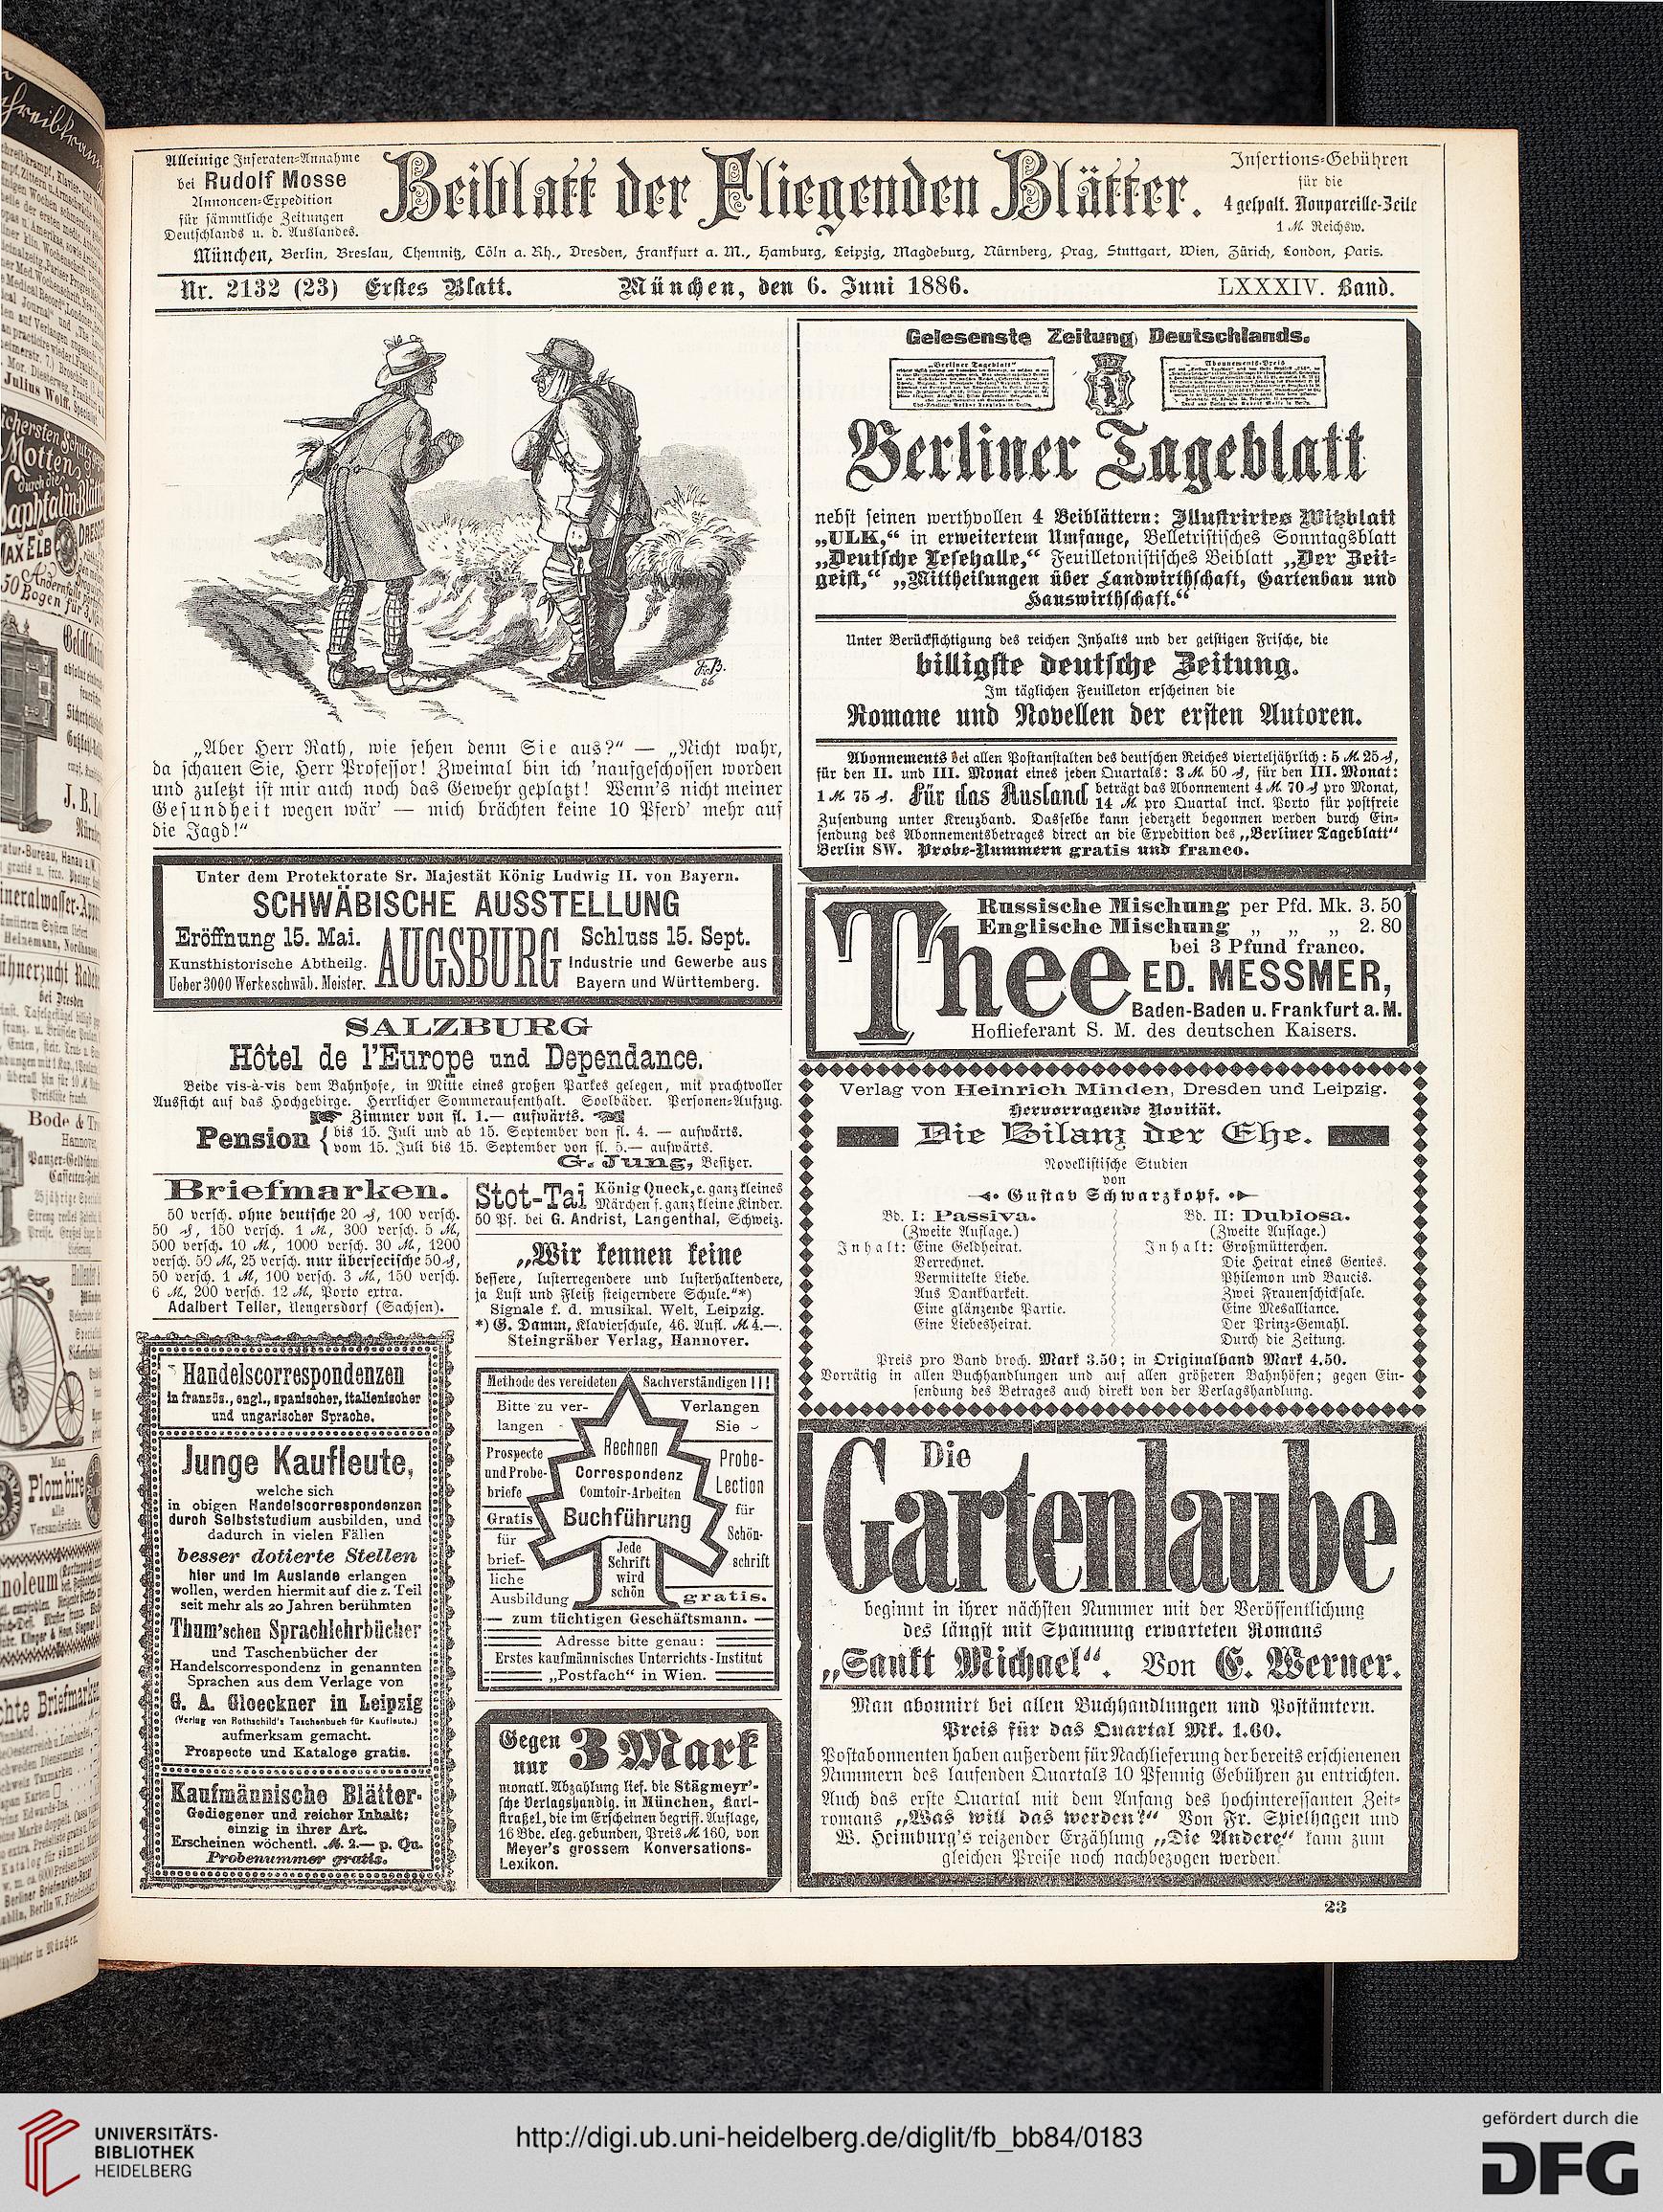 Alleinige Inseraten=Annahme
bei Rudolf Mosse
Annoncen=Expedition
für sämmtliche Zeitungen
Deutschlands u. d. Auslandes.
Beiblatt der Fliegenden Blätter.
Insertions=Gebühren
für die
4 gespalt. Nonpareille=Zeile
1 M. Reichsw.
München, Berlin, Breslau, Chemnitz, Cöln a. Rh., Dresden, Frankfurt a. M., Hamburg, Leipzig, Magdeburg, Nürnberg, Prag, Stuttgart, Wien, Zürich, London, Paris.
Nr. 2132 (23) Erstes Blatt. München, den 6. Juni 1886. LXXXIV. Band.
„Aber Herr Rath, wie sehen denn Sie aus?“ — „Nicht wahr,
da schauen Sie, Herr Professor! Zweimal bin ich 'naufgeschossen worden
und zuletzt ist mir auch noch das Gewehr geplatzt! Wenn's nicht meiner
Gesundheit wegen wär' — mich brächten keine 10 Pferd' mehr auf
die Jagd!“
Unter dem Protektorate Sr. Majestät König Ludwig II. von Bayern.
SCHWÄBISCHE AUSSTELLUNG
Eröffnung 15. Mai. AUGSBURG Schluss 15. Sept.
Kunsthistorische Abtheilg.
Ueber 3000 Werke schwäb. Meister.
Industrie und Gewerbe aus
Bayern und Württemberg.
SALZBURG
Hôtel de l'Europe und Dependance.
Beide vis-à-vis dem Bahnhofe, in Mitte eines großen Parkes gelegen, mit prachtvoller
Aussicht auf das Hochgebirge. Herrlicher Sommeraufenthalt. Soolbäder. Personen=Aufzug.
Zimmer von fl. 1.— aufwärts.
Pension { bis 15. Juli und ab 15. September von fl. 4. — aufwärts.
vom 15. Juli bis 15. September von fl. 5.— aufwärts.
G. Jung, Besitzer.
Briefmarken.
50 versch. ohne deutsche 20 ₰, 100 versch.
50 ₰, 150 versch. 1 M, 300 versch. 5 M,
500 versch. 10 M, 1000 versch. 30 M, 1200
versch. 50 M, 25 versch. nur überseeische 50 ₰,
50 versch. 1 M, 100 versch. 3 M, 150 versch.
6 M, 200 versch. 12 M, Porto extra.
Adalbert Teller, Neugersdorf (Sachsen).
Stot-Tai König Queck, e. ganz kleines
Märchen f. ganz kleine Kinder.
50 Pf. bei G. Andrist, Langenthal, Schweiz.
„Wir kennen keine
bessere, lusterregendere und lusterhaltendere,
ja Lust und Fleiß steigerndere Schule.“*)
Signale f. d. musikal. Welt, Leipzig.
*) G. Damm, Klavierschule, 46. Aufl. M. 4.—.
Steingräber Verlag, Hannover.
Handelscorrespondenzen
in französ., engl., spanischer, italienischer
und ungarischer Sprache.
Junge Kaufleute,
welche sich
in obigen Handelscorrespondenzen
durch Selbststudium ausbilden, und
dadurch in vielen Fällen
besser dotierte Stellen
hier und im Auslande erlangen
wollen, werden hiermit auf die z. Teil
seit mehr als 20 Jahren berühmten
Thum'schen Sprachlehrbücher
und Taschenbücher der
Handelscorrespondenz in genannten
Sprachen aus dem Verlage von
G. A. Gloeckner in Leipzig
(Verlag von Rothschild's Taschenbuch für Kaufleute.)
aufmerksam gemacht.
Prospecte und Kataloge gratis.
Kaufmännische Blätter-
Gediegener und reicher Inhalt;
einzig in ihrer Art.
Erscheinen wöchentl. M. 2.— p. Qu.
Probenummer gratis.
Methode des vereideten Sachverständigen !!!
Bitte zu ver-
langen
Prospecte
und Probe-
briefe
Gratis
für
brief-
liche
Ausbildung
Rechnen
Correspondenz
Comtoir-Arbeiten
Buchführung
Jede
Schrift
wird
schön
Verlangen
Sie
Probe-
Lection
für
Schön-
schrift
gratis.
zum tüchtigen Geschäftsmann.
Adresse bitte genau:
Erstes kaufmännisches Unterrichts-Institut
„Postfach“ in Wien.
Gegen
nur 3 Mark
monatl. Abzahlung lief. die Stägmeyr'-
sche Verlagshandlg. in München, Karl-
straße 1, die im Erscheinen begriff. Auflage,
16 Bde. eleg. gebunden, Preis M 160, von
Meyer's grossem Konversations-
Lexikon.
Gelesenste Zeitung Deutschlands.
Berliner Tageblatt
nebst seinen werthvollen 4 Beiblättern: Illustrirtes Witzblatt
„ULK,“ in erweitertem Umfange, Belletristisches Sonntagsblatt
„Deutsche Lesehalle,“ Feuilletonistisches Beiblatt „Der Zeit=
geist,“ „Mittheilungen über Landwirthschaft, Gartenbau und
Hauswirthschaft.“
Unter Berücksichtigung des reichen Inhalts und der geistigen Frische, die
billigste deutsche Zeitung.
Im täglichen Feuilleton erscheinen die
Romane und Novellen der ersten Autoren.
Abonnements bei allen Postanstalten des deutschen Reiches vierteljährlich: 5 M. 25 ₰,
für den II. und III. Monat eines jeden Quartals: 3 M. 50 ₰, für den III. Monat:
1 M. 75 ₰. Für das Ausland beträgt das Abonnement 4 M. 70 ₰ pro Monat,
14 M. pro Quartal incl. Porto für postfreie
Zusendung unter Kreuzband. Dasselbe kann jederzeit begonnen werden durch Ein=
sendung des Abonnementsbetrages direct an die Expedition des „Berliner Tageblatt“
Berlin SW. Probe-Nummern gratis und franco.
Thee
Russische Mischung per Pfd. Mk. 3. 50
Englische Mischung „ „ „ 2. 80
bei 3 Pfund franco.
ED. MESSMER,
Baden-Baden u. Frankfurt a. M.
Hoflieferant S. M. des deutschen Kaisers.
Verlag von Heinrich Minden, Dresden und Leipzig.
Hervorragende Novität.
Die Bilanz der Ehe.
Novellistische Studien
von
Gustav Schwarzkopf.
Bd. I: Passiva.
(Zweite Auflage.)
Inhalt: Eine Geldheirat.
Verrechnet.
Vermittelte Liebe.
Aus Dankbarkeit.
Eine glänzende Partie.
Eine Liebesheirat.
Bd. II: Dubiosa.
(Zweite Auflage.)
Inhalt: Großmütterchen.
Die Heirat eines Genies.
Philemon und Baucis.
Zwei Frauenschicksale.
Eine Mesalliance.
Der Prinz=Gemahl.
Durch die Zeitung.
Preis pro Band broch. Mark 3.50; in Originalband Mark 4.50.
Vorrätig in allen Buchhandlungen und auf allen größeren Bahnhöfen; gegen Ein-
sendung des Betrages auch direkt von der Verlagshandlung.
Die
Gartenlaube
beginnt in ihrer nächsten Nummer mit der Veröffentlichung
des längst mit Spannung erwarteten Romans
„Sankt Michael“. Von E. Werner.
Man abonnirt bei allen Buchhandlungen und Postämtern.
Preis für das Quartal Mk. 1.60.
Postabonnenten haben außerdem für Nachlieferung der bereits erschienenen
Nummern des laufenden Quartals 10 Pfennig Gebühren zu entrichten.
Auch das erste Quartal mit dem Anfang des hochinteressanten Zeit=
romans „Was will das werden?“ Von Fr. Spielhagen und
W. Heimburg's reizender Erzählung „Die Andere“ kann zum
gleichen Preise noch nachbezogen werden.
23
UNIVERSITÄTS-
BIBLIOTHEK
HEIDELBERG
http://digi.ub.uni-heidelberg.de/diglit/fb_bb84/0183
gefördert durch die
DFG